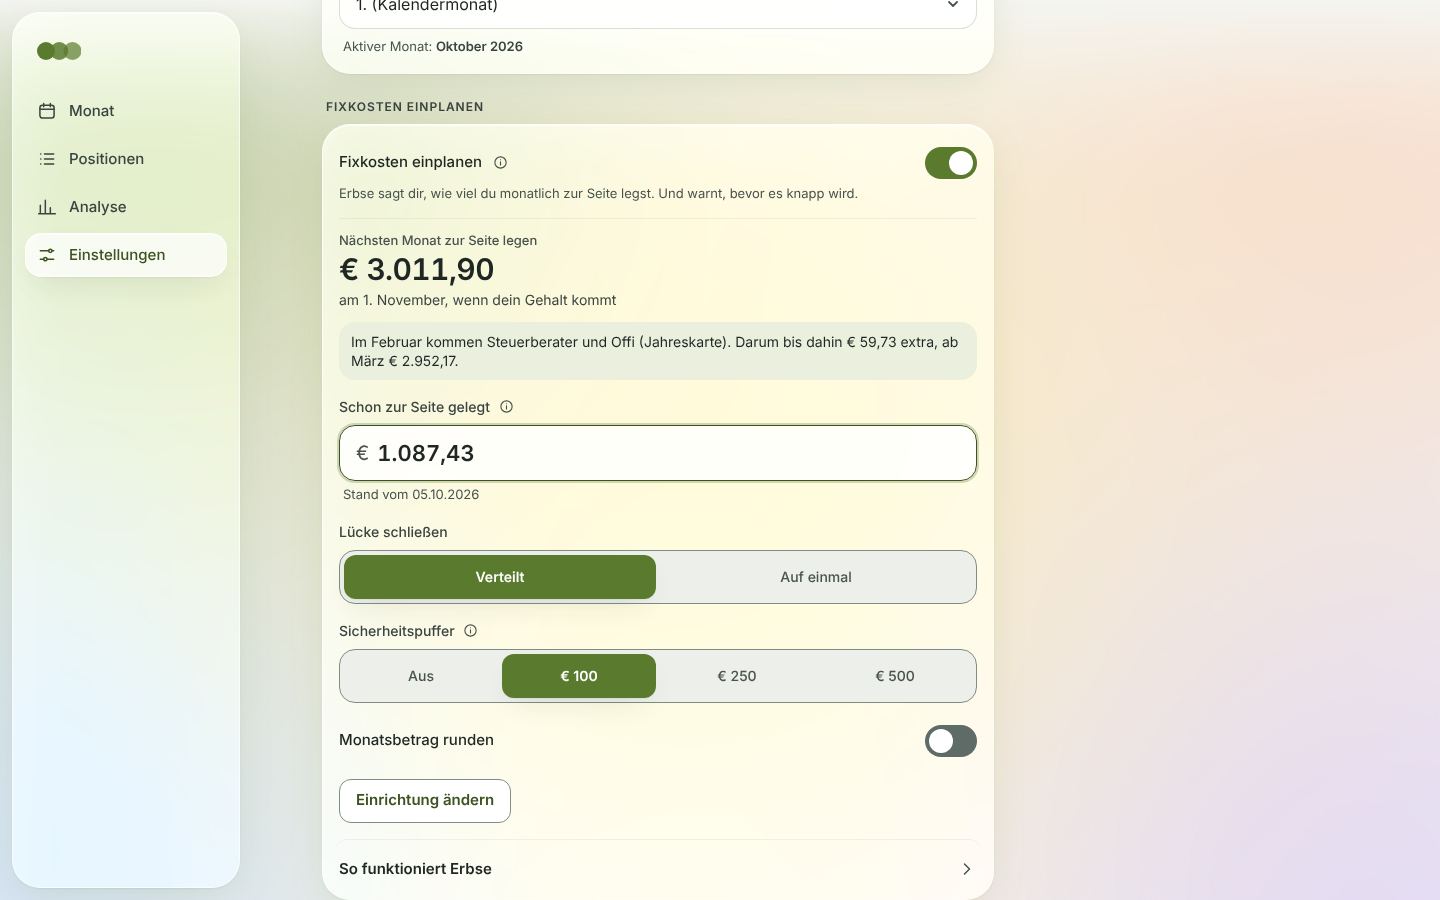 1. (Kalendermonat)
Aktiver Monat: Oktober 2026
Monat
Positionen
Analyse
Einstellungen
FIXKOSTEN EINPLANEN
Fixkosten einplanen
Erbse sagt dir, wie viel du monatlich zur Seite legst. Und warnt, bevor es knapp wird.
Nächsten Monat zur Seite legen
€ 3.011,90
am 1. November, wenn dein Gehalt kommt
Im Februar kommen Steuerberater und Offi (Jahreskarte). Darum bis dahin € 59,73 extra, ab
März € 2.952,17.
Schon zur Seite gelegt
€ 1.087,43
Stand vom 05.10.2026
Lücke schließen
Verteilt
Auf einmal
Sicherheitspuffer
Aus
€ 100
€ 250
€ 500
Monatsbetrag runden
Einrichtung ändern
So funktioniert Erbse